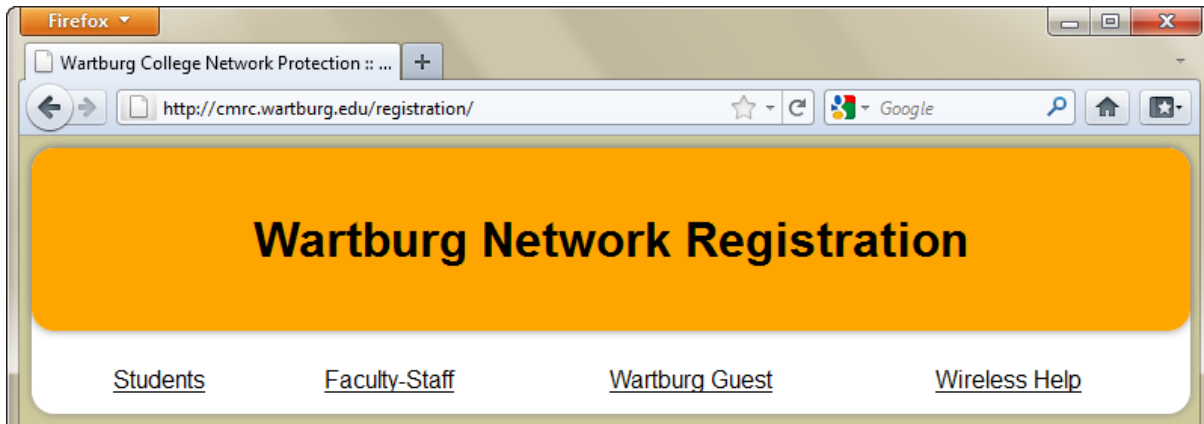 Firefox
Wartburg College Network Protection :: ...
http://cmrc.wartburg.edu/registration/ Google
Wartburg Network Registration
Students Faculty-Staff Wartburg Guest Wireless Help